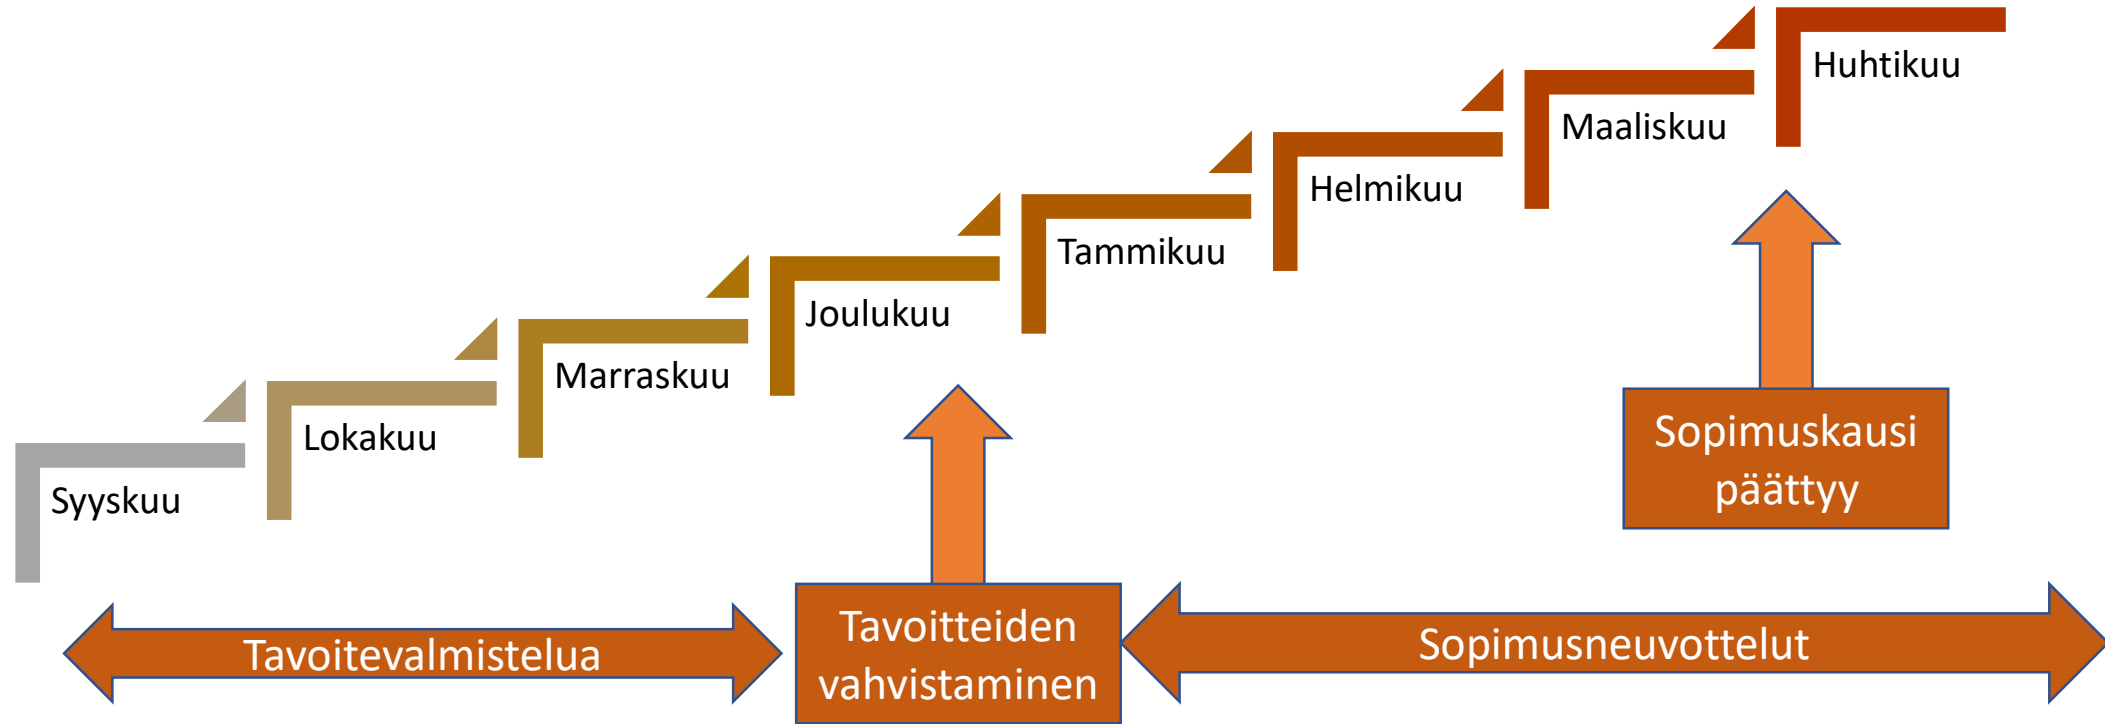 Syyskuu
Lokakuu
Marraskuu
Joulukuu
Tammikuu
Helmikuu
Maaliskuu
Huhtikuu
Sopimuskausi
päättyy
Tavoitevalmistelua
Tavoitteiden
vahvistaminen
Sopimusneuvottelut